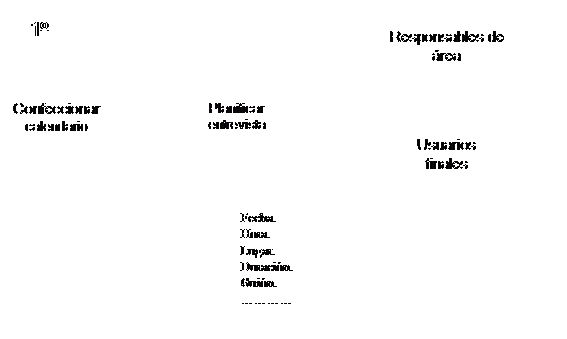 1º
Responsables de
área
Confeccionar
calendario
Planificar
entrevista
Usuarios
finales
Fecha.
Hora.
Lugar.
Duración.
Guión.
............